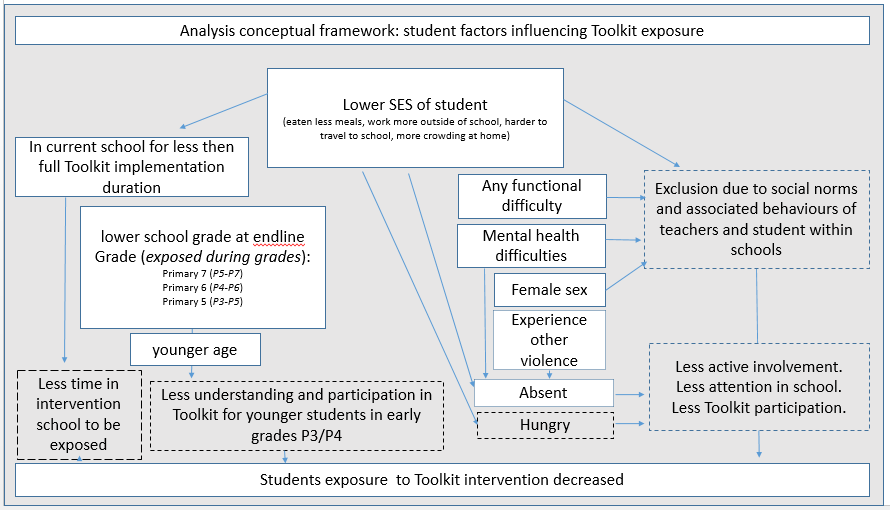 Analysis conceptual framework: student factors influencing Toolkit exposure
Lower SES of student
(eaten less meals, work more outside of school, harder to
travel to school, more crowding at home)
In current school for less then
full Toolkit implementation
duration
Any functional
difficulty
Exclusion due to social norms
and associated behaviours of
teachers and student within
schools
lower school grade at endline
Grade (exposed during grades):
Primary 7 (P5-P7)
Primary 6 (P4-P6)
Primary 5 (P3-P5)
Mental health
difficulties
Female sex
Experience
other
violence
younger age
Less time in
intervention
school to be
exposed
Less understanding and participation in
Toolkit for younger students in early
grades P3/P4
Absent
Hungry
Less active involvement.
Less attention in school.
Less Toolkit participation.
Students exposure to Toolkit intervention decreased